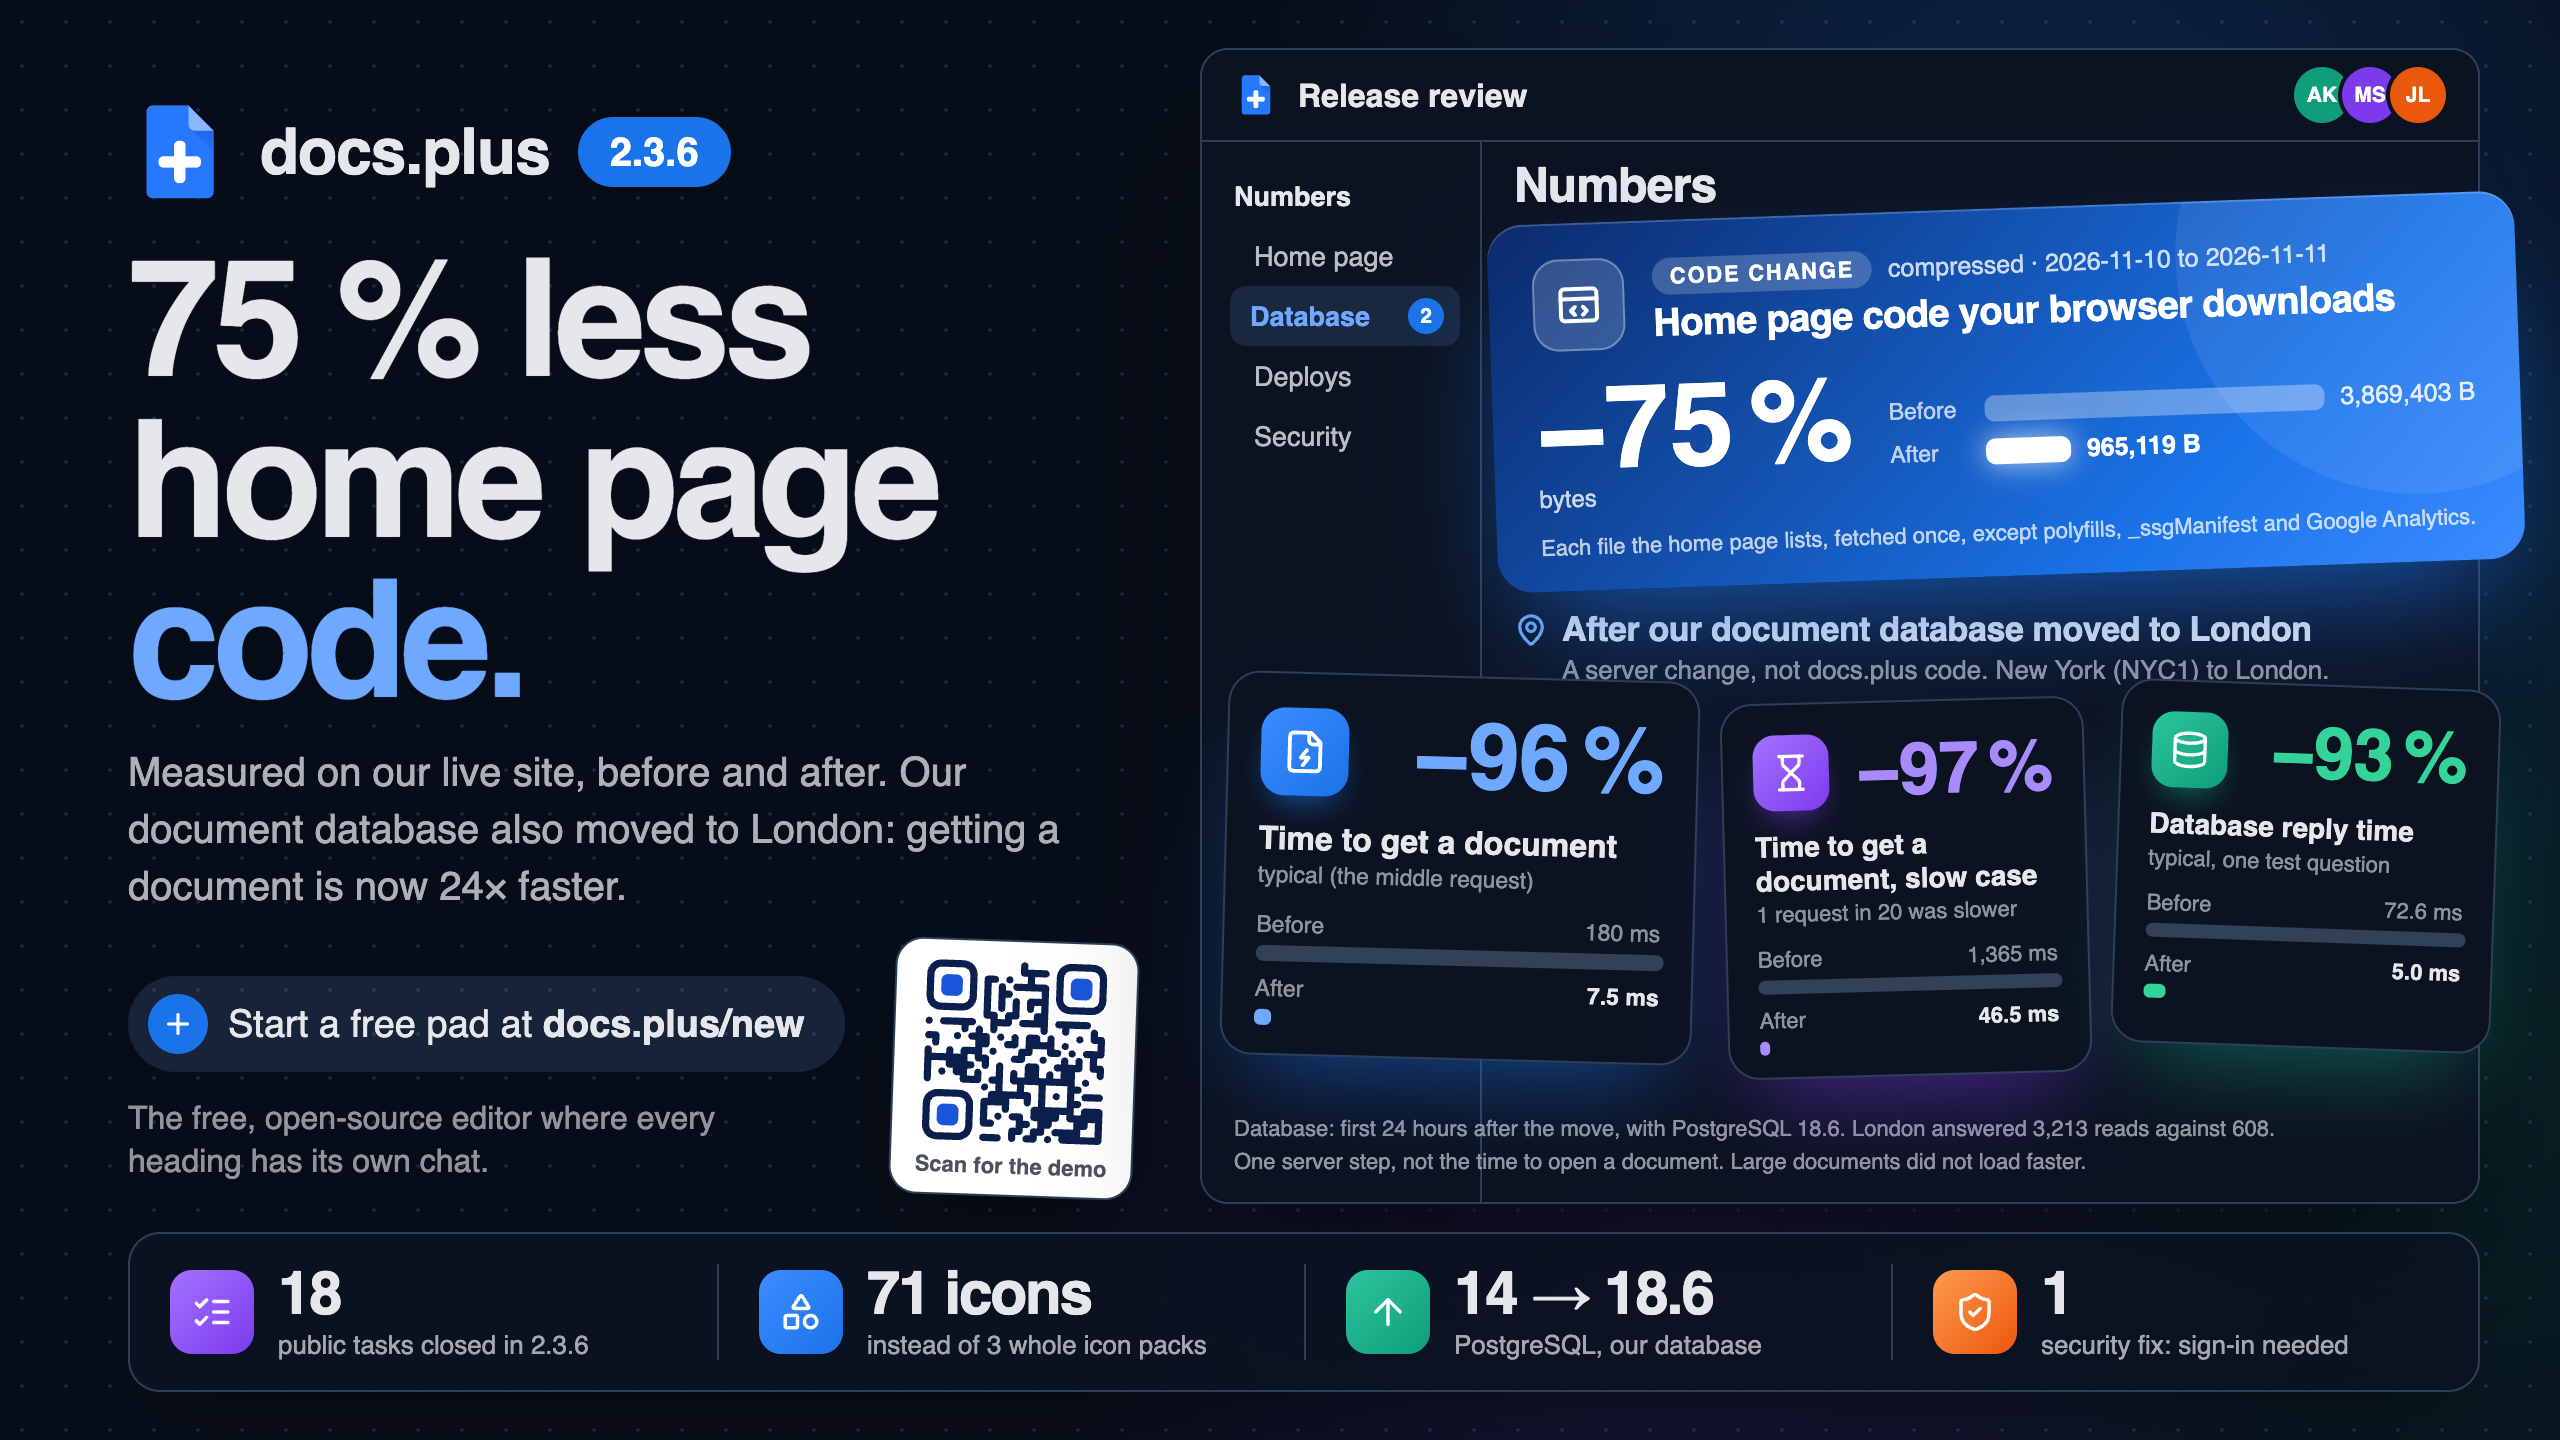 docs.plus 2.3.6
75 % less
home page
code.
Measured on our live site, before and after. Our
document database also moved to London: getting a
document is now 24× faster.
Start a free pad at docs.plus/new
The free, open-source editor where every
heading has its own chat.
Scan for the demo
Release review
AK MS JL
Numbers
Home page
Database 2
Deploys
Security
Numbers
CODE CHANGE compressed · 2026-11-10 to 2026-11-11
Home page code your browser downloads
–75 %
bytes
Before 3,869,403 B
After 965,119 B
Each file the home page lists, fetched once, except polyfills, _ssgManifest and Google Analytics.
After our document database moved to London
A server change, not docs.plus code. New York (NYC1) to London.
–96 %
Time to get a document
typical (the middle request)
Before 180 ms
After 7.5 ms
–97 %
Time to get a
document, slow case
1 request in 20 was slower
Before 1,365 ms
After 46.5 ms
–93 %
Database reply time
typical, one test question
Before 72.6 ms
After 5.0 ms
Database: first 24 hours after the move, with PostgreSQL 18.6. London answered 3,213 reads against 608.
One server step, not the time to open a document. Large documents did not load faster.
18
public tasks closed in 2.3.6
71 icons
instead of 3 whole icon packs
14 → 18.6
PostgreSQL, our database
1
security fix: sign-in needed